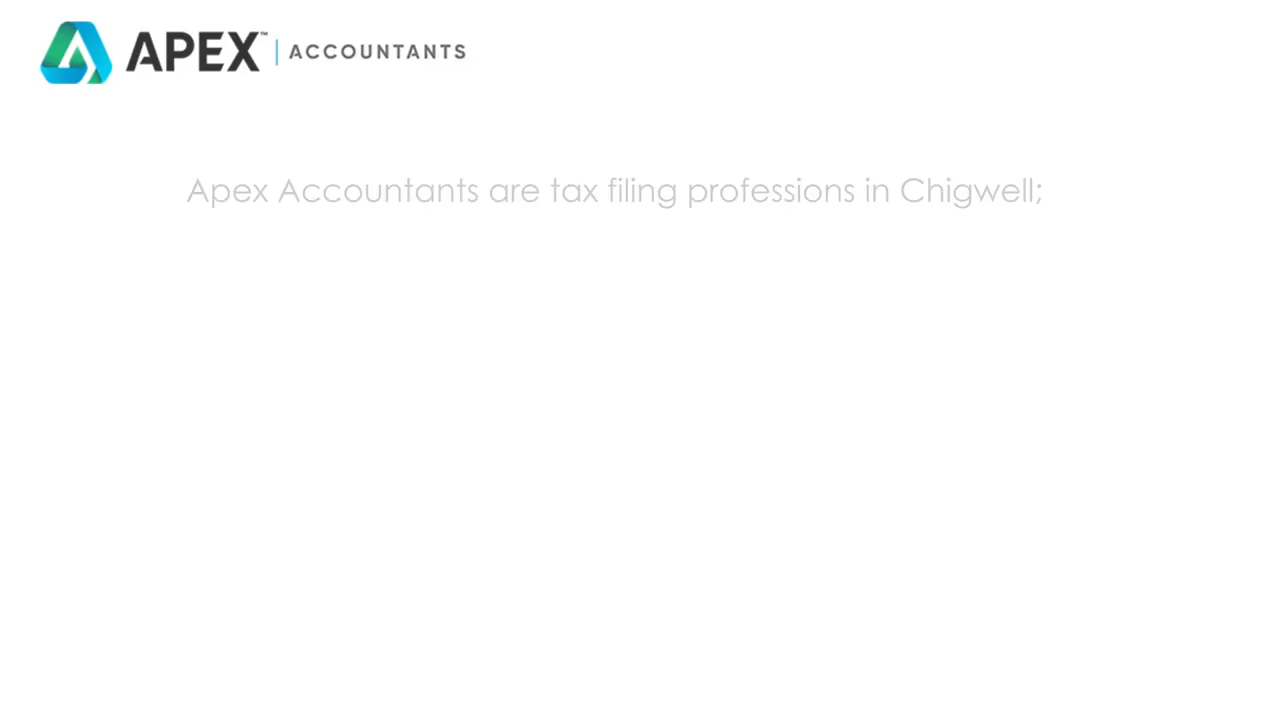 APEX™ | ACCOUNTANTS
Apex Accountants are tax filing professions in Chigwell;